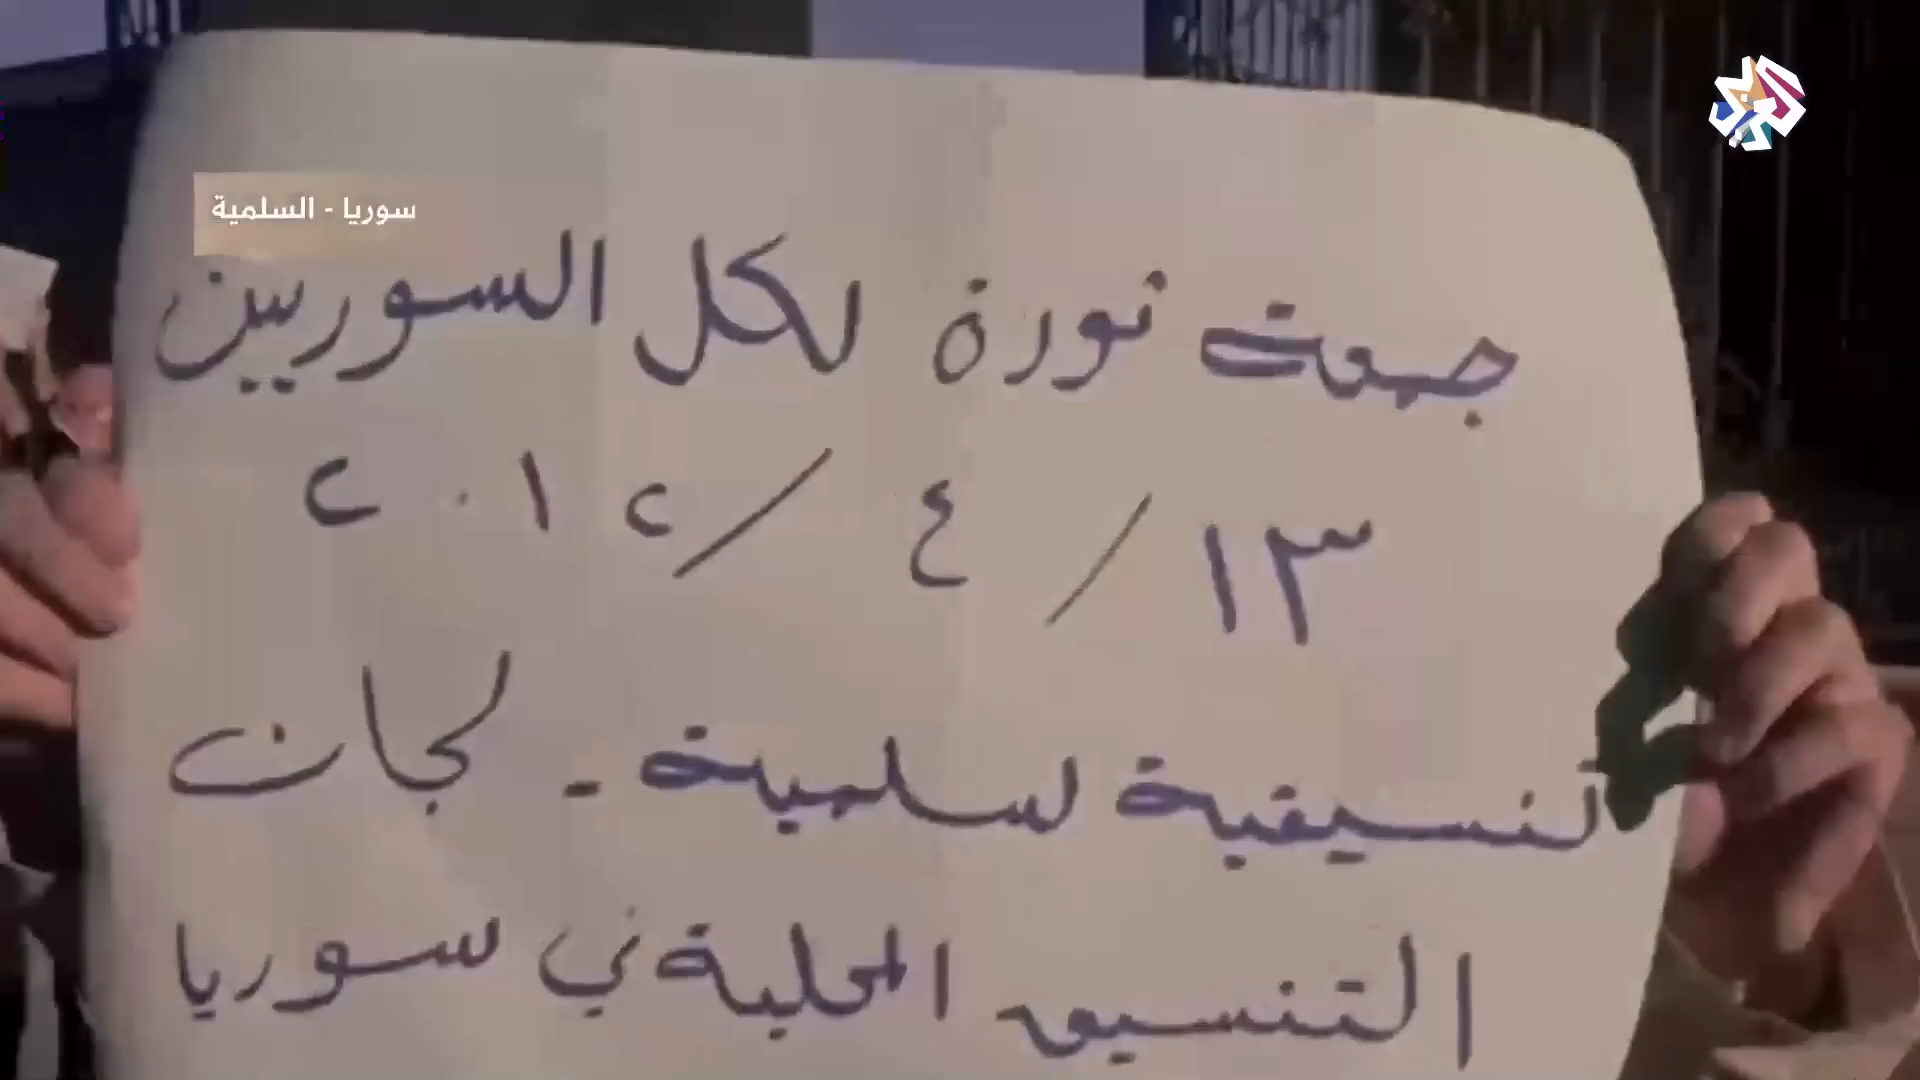 سوريا - السلمية
جمعة ثورة لكل السوريين
١٣ / ٤ / ٢٠١٢
تنسيقية سلمية - لجان
التنسيق المحلية في سوريا